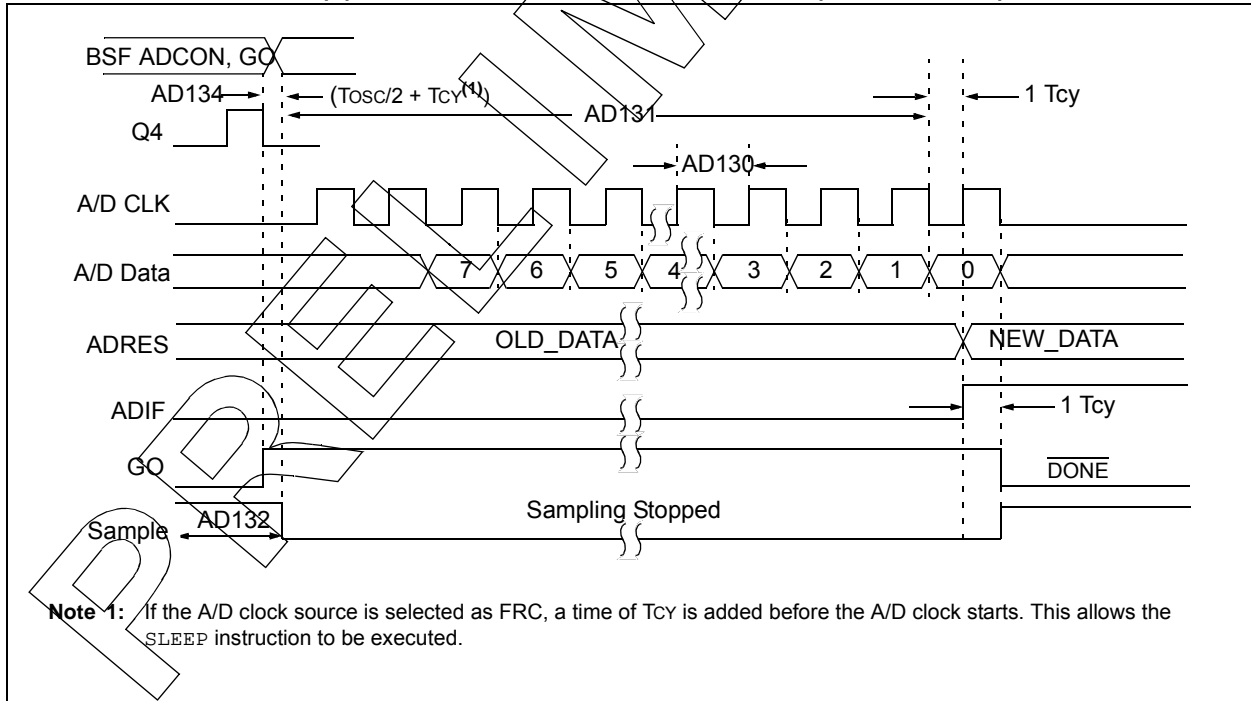 BSF ADCON, GO
AD134
(TOSC/2 + TCY(1))
1 Tcy
AD131
Q4
AD130
A/D CLK
A/D Data
7
6
5
4
3
2
1
0
ADRES
OLD_DATA
NEW_DATA
ADIF
1 Tcy
GO
DONE
Sample
AD132
Sampling Stopped
Note 1: If the A/D clock source is selected as FRC, a time of TCY is added before the A/D clock starts. This allows the
SLEEP instruction to be executed.